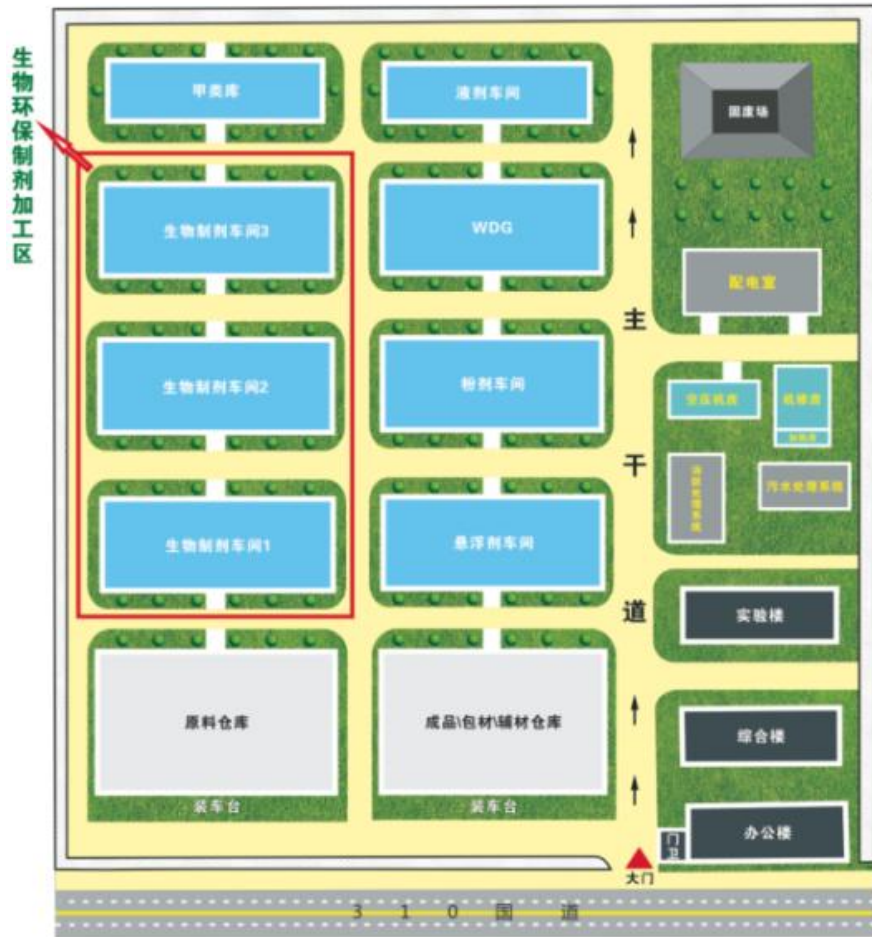 生物环保制剂加工区
甲类库
液剂车间
固废场
生物制剂车间3
WDG
配电室
主干道
生物制剂车间2
粉剂车间
空压机房
污水处理系统
生物制剂车间1
悬浮剂车间
实验楼
原料仓库
成品\包材\辅材仓库
综合楼
装车台
装车台
办公楼
门卫
大门
310国道